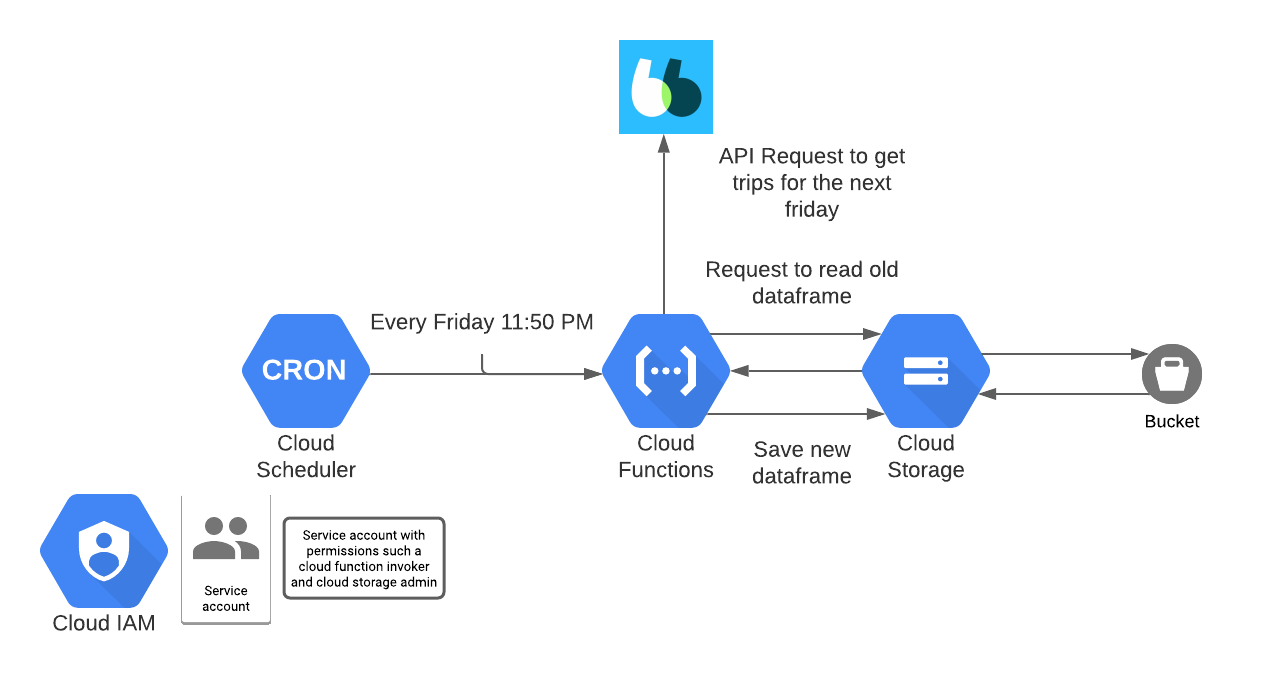 API Request to get
trips for the next
friday
Request to read old
dataframe
Every Friday 11:50 PM
CRON
Cloud
Scheduler
Cloud
Functions
Save new
dataframe
Cloud
Storage
Bucket
Cloud IAM
Service
account
Service account with
permissions such a
cloud function invoker
and cloud storage admin